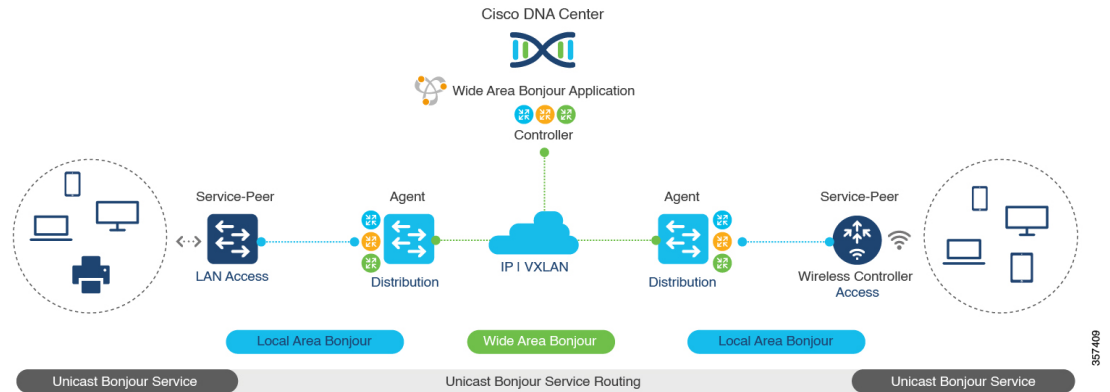 Cisco DNA Center
Wide Area Bonjour Application
Controller
Service-Peer
Agent
Agent
Service-Peer
LAN Access
Distribution
IP I VXLAN
Distribution
Wireless Controller
Access
Local Area Bonjour
Wide Area Bonjour
Local Area Bonjour
Unicast Bonjour Service
Unicast Bonjour Service Routing
Unicast Bonjour Service
357409